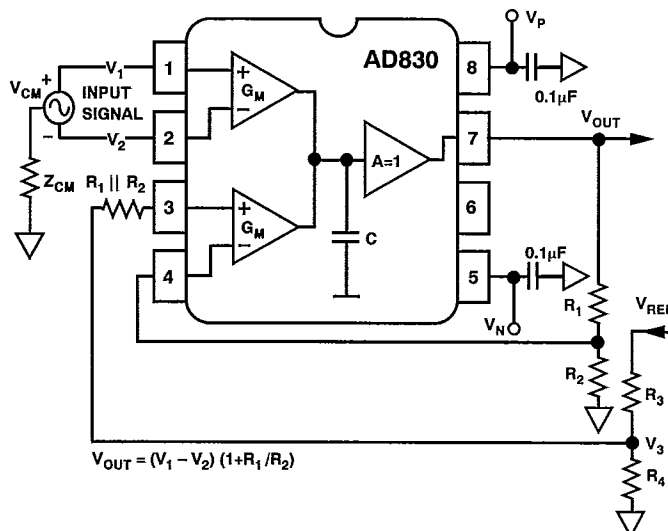 V_P
AD830
1
8
V_CM
+
V_1
+
G_M
−
0.1µF
INPUT
SIGNAL
V_OUT
−
V_2
2
7
A=1
Z_CM
R_1 || R_2
3
+
G_M
−
6
C
0.1µF
4
5
R_1
V_N
R_2
R_3
V_3
V_OUT = (V_1 – V_2) (1+R_1/R_2)
R_4